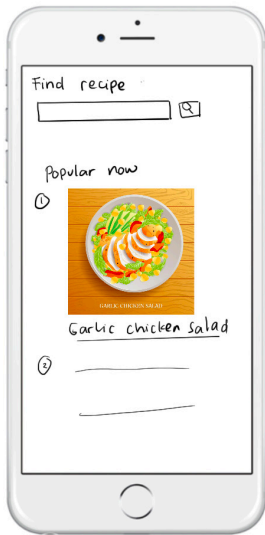 Find recipe
Popular now
1
GARLIC CHICKEN SALAD
Garlic chicken salad
2